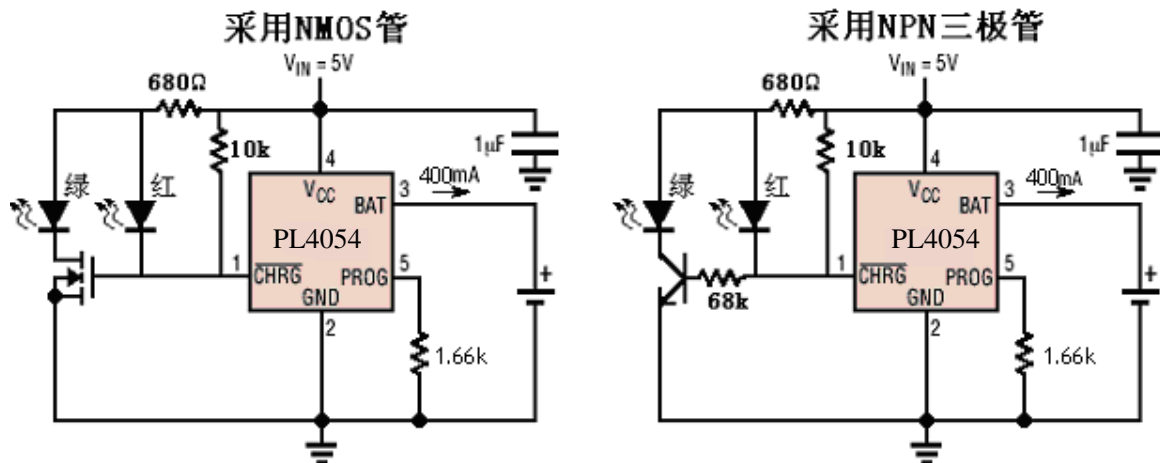 采用NMOS管
V_IN = 5V
680Ω
10k
1μF
4
绿
红
V_CC
3
400mA
BAT
PL4054
1
CHRG
PROG
5
+
GND
2
1.66k
采用NPN三极管
V_IN = 5V
680Ω
10k
1μF
4
绿
红
V_CC
3
400mA
BAT
PL4054
68k
1
CHRG
PROG
5
+
GND
2
1.66k